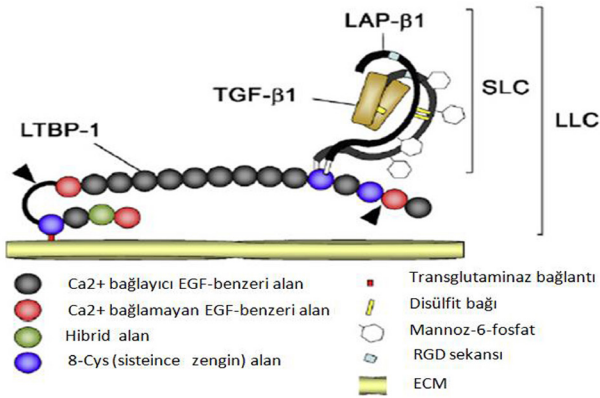 LAP-β1
TGF-β1
SLC
LLC
LTBP-1
Ca2+ bağlayıcı EGF-benzeri alan
Ca2+ bağlamayan EGF-benzeri alan
Hibrid alan
8-Cys (sisteince zengin) alan
Transglutaminaz bağlantı
Disülfit bağı
Mannoz-6-fosfat
RGD sekansı
ECM